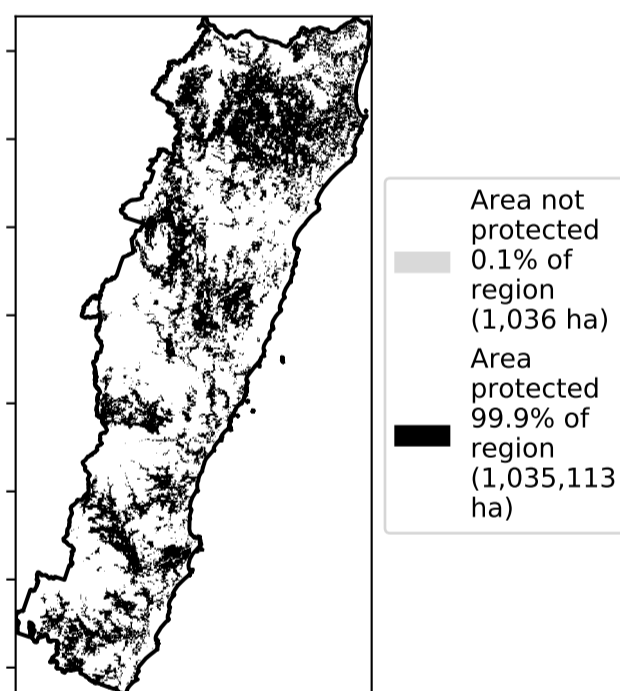 Area not
protected
0.1% of
region
(1,036 ha)
Area
protected
99.9% of
region
(1,035,113
ha)